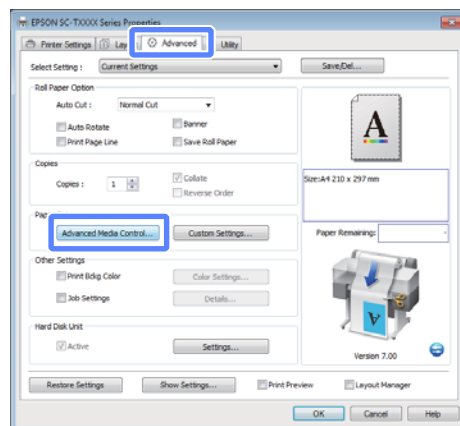 EPSON SC-TXXXX Series Properties
Printer Settings Lay Advanced Utility
Select Setting : Current Settings Save/Del...
Roll Paper Option
Auto Cut : Normal Cut
Auto Rotate Banner
Print Page Line Save Roll Paper
A
Copies
Copies : 1 Collate
Reverse Order
Size:A4 210 x 297 mm
Advanced Media Control... Custom Settings...
Paper Remaining: -
Other Settings
Print Bckg Color Color Settings...
Job Settings Details...
A
Hard Disk Unit
Active Settings...
Version 7.00
Restore Settings Show Settings... Print Preview Layout Manager
OK Cancel Help